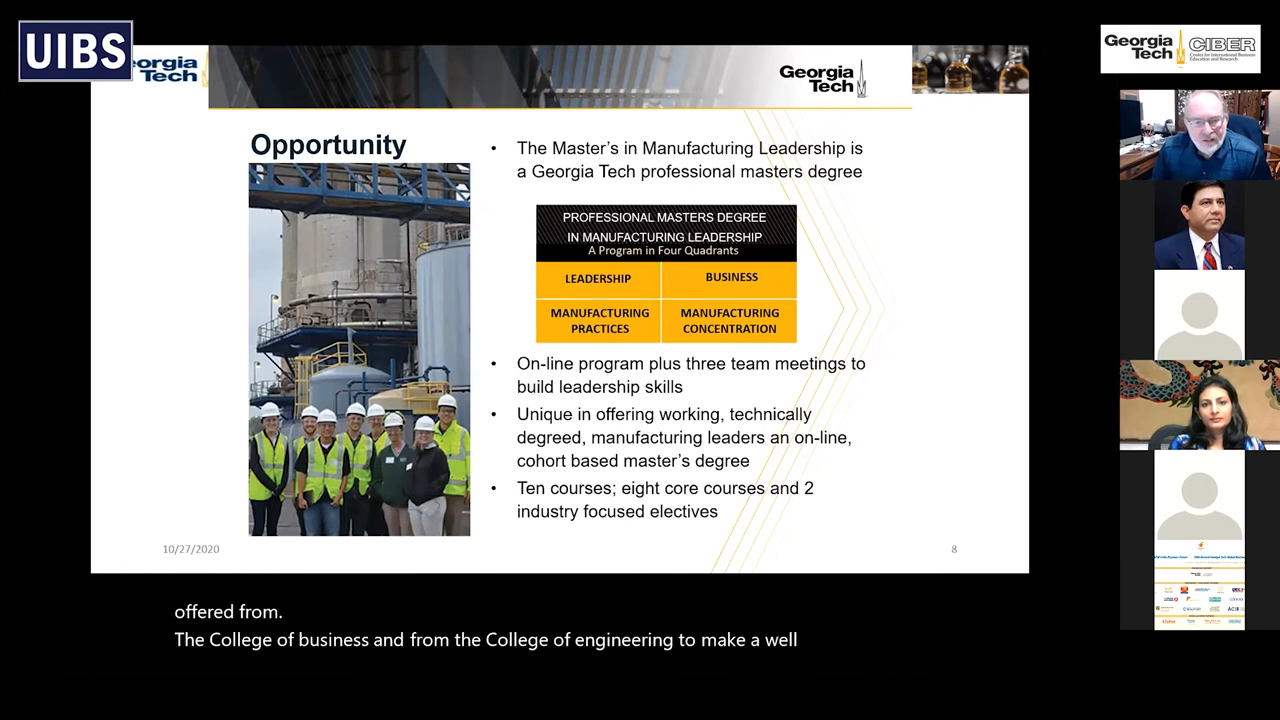 UIBS
Georgia
Tech
Georgia
Tech
Georgia
Tech
CIBER
Center for International Business
Education and Research
Opportunity
• The Master's in Manufacturing Leadership is
a Georgia Tech professional masters degree
PROFESSIONAL MASTERS DEGREE
IN MANUFACTURING LEADERSHIP
A Program in Four Quadrants
LEADERSHIP
BUSINESS
MANUFACTURING
PRACTICES
MANUFACTURING
CONCENTRATION
• On-line program plus three team meetings to
build leadership skills
• Unique in offering working, technically
degreed, manufacturing leaders an on-line,
cohort based master's degree
• Ten courses; eight core courses and 2
industry focused electives
10/27/2020
8
offered from.
The College of business and from the College of engineering to make a well